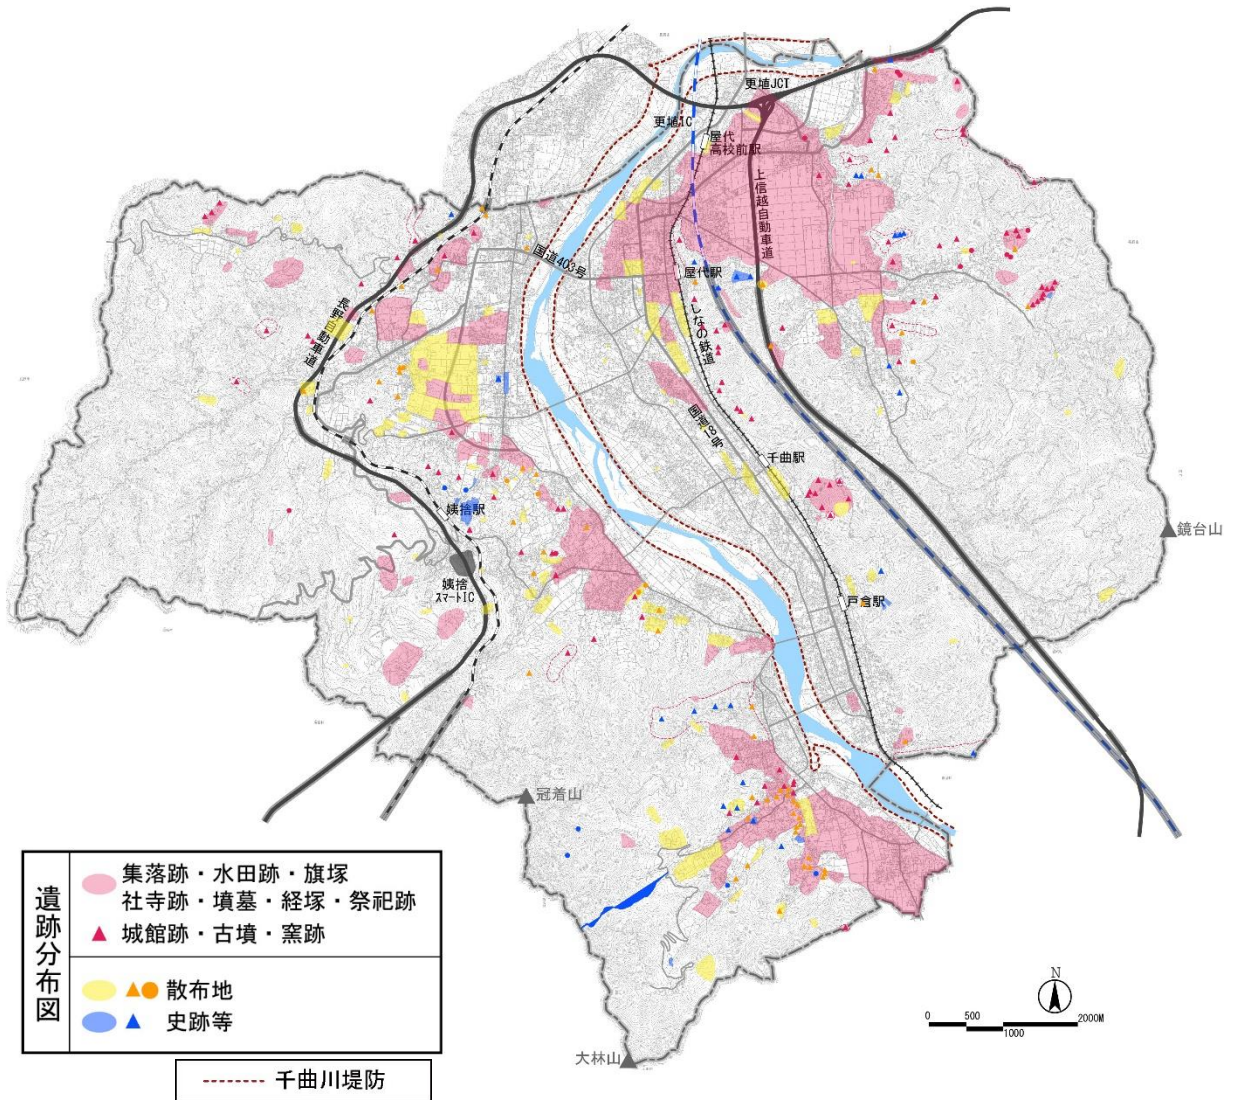 更埴JCT
更埴IC
屋代
高校前駅
上信越自動車道
国道403号
屋代駅
しなの鉄道
長野自動車道
国道18号
千曲駅
姨捨駅
鏡台山
姨捨
スマートIC
戸倉駅
冠着山
遺跡分布図
集落跡・水田跡・旗塚
社寺跡・墳墓・経塚・祭祀跡
城館跡・古墳・窯跡
散布地
史跡等
N
0 500 2000M
1000
大林山
千曲川堤防